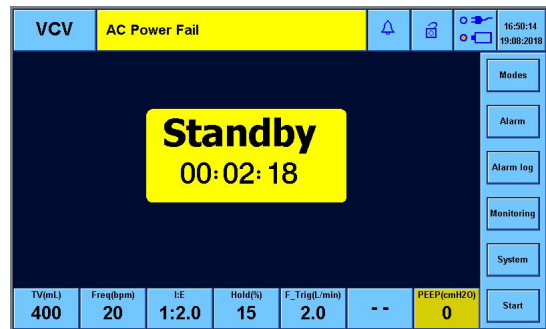 VCV
AC Power Fail
16:50:14
19:08:2018
Modes
Standby
00:02:18
Alarm
Alarm log
Monitoring
System
Start
TV(mL)
400
Freq(bpm)
20
I:E
1:2.0
Hold(%)
15
F_Trig(L/min)
2.0
--
PEEP(cmH2O)
0